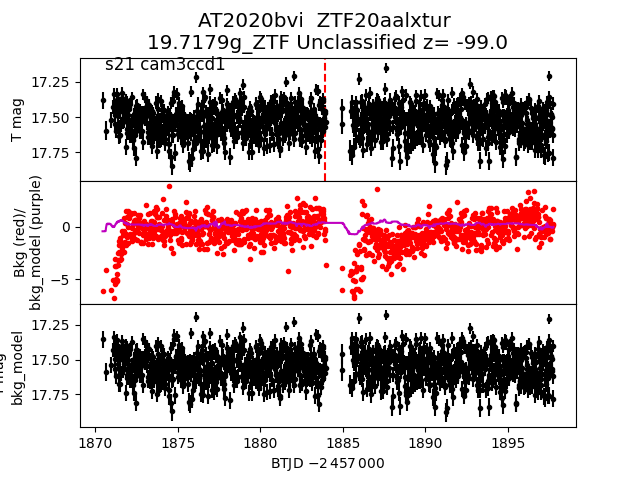 AT2020bvi  ZTF20aalxtur
19.7179g_ZTF Unclassified z= -99.0
s21 cam3ccd1
17.25
17.50
17.75
T mag
0
−5
Bkg (red)/
bkg_model (purple)
17.25
17.50
17.75
bkg_model
1870
1875
1880
1885
1890
1895
BTJD −2 457 000